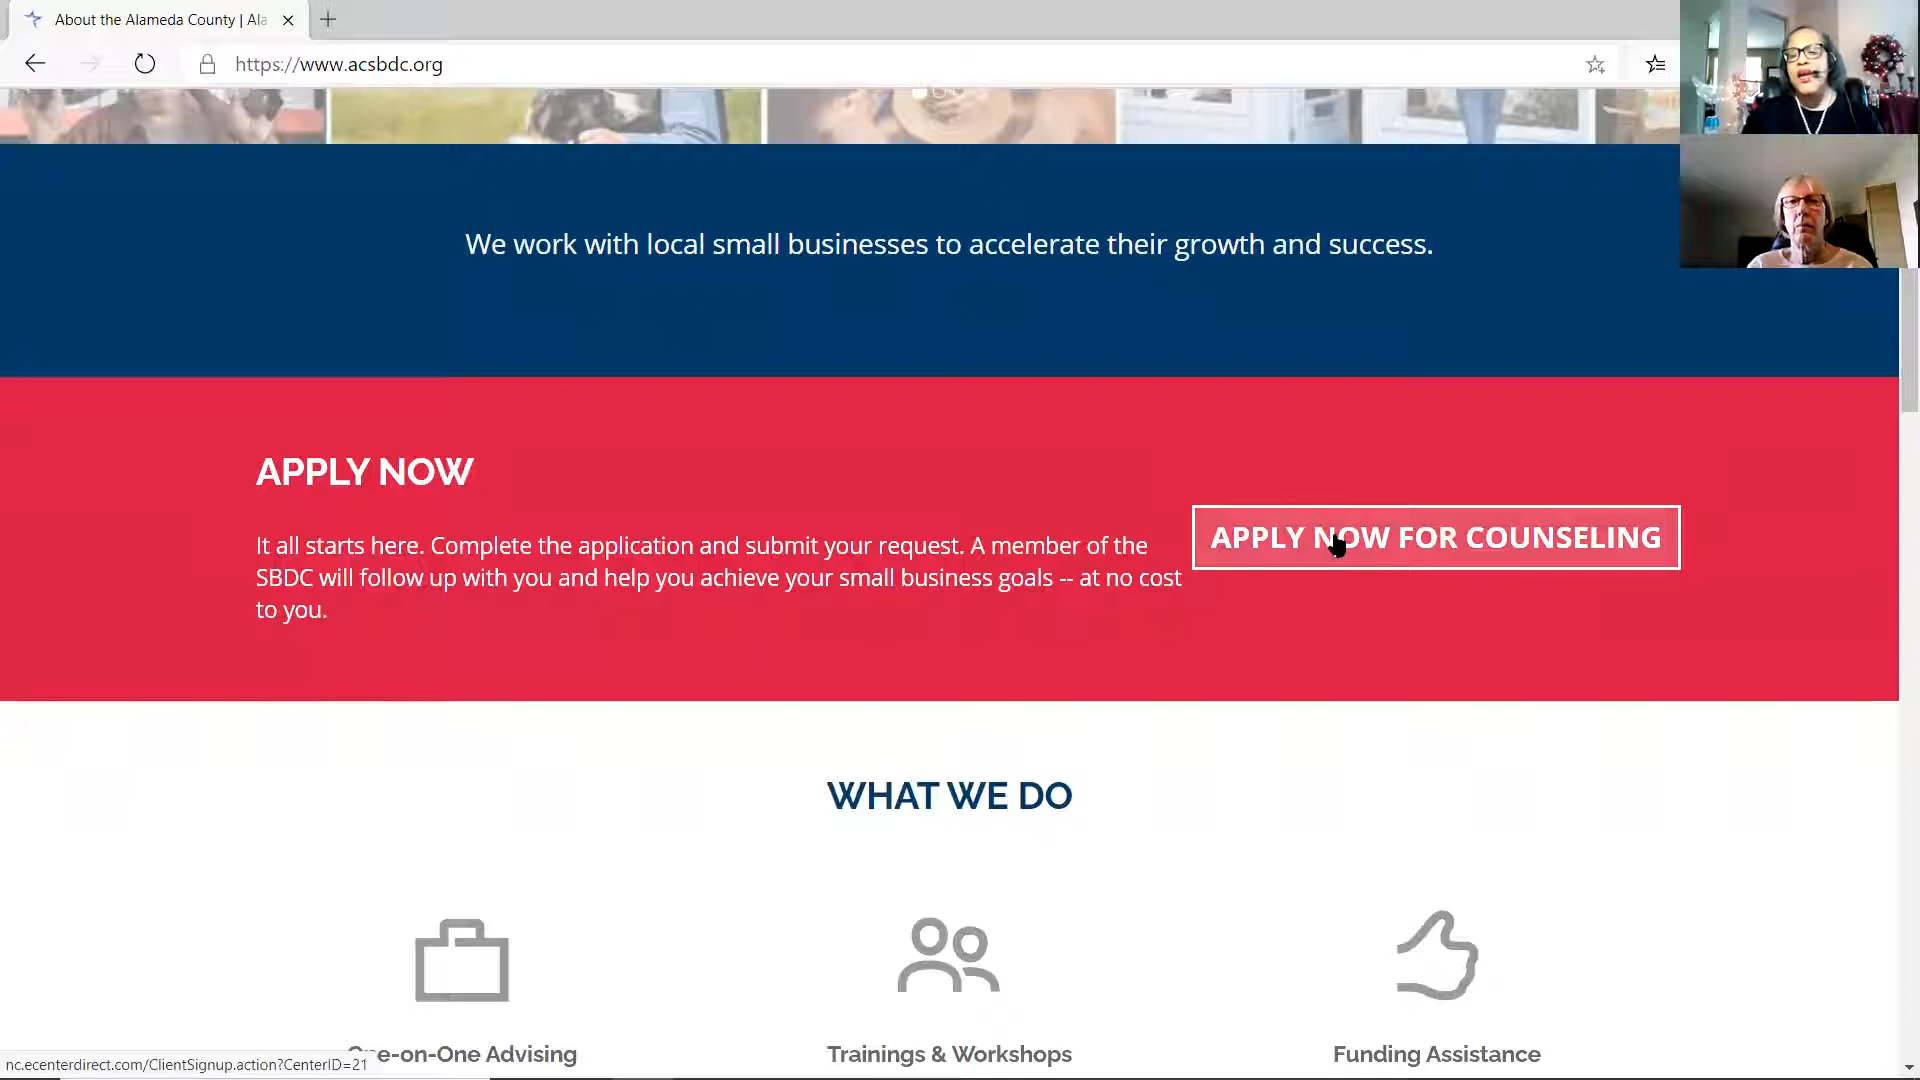 About the Alameda County | Ala
https://www.acsbdc.org
We work with local small businesses to accelerate their growth and success.
APPLY NOW
It all starts here. Complete the application and submit your request. A member of the
SBDC will follow up with you and help you achieve your small business goals -- at no cost
to you.
APPLY NOW FOR COUNSELING
WHAT WE DO
One-on-One Advising
Trainings & Workshops
Funding Assistance
nc.ecenterdirect.com/ClientSignup.action?CenterID=21